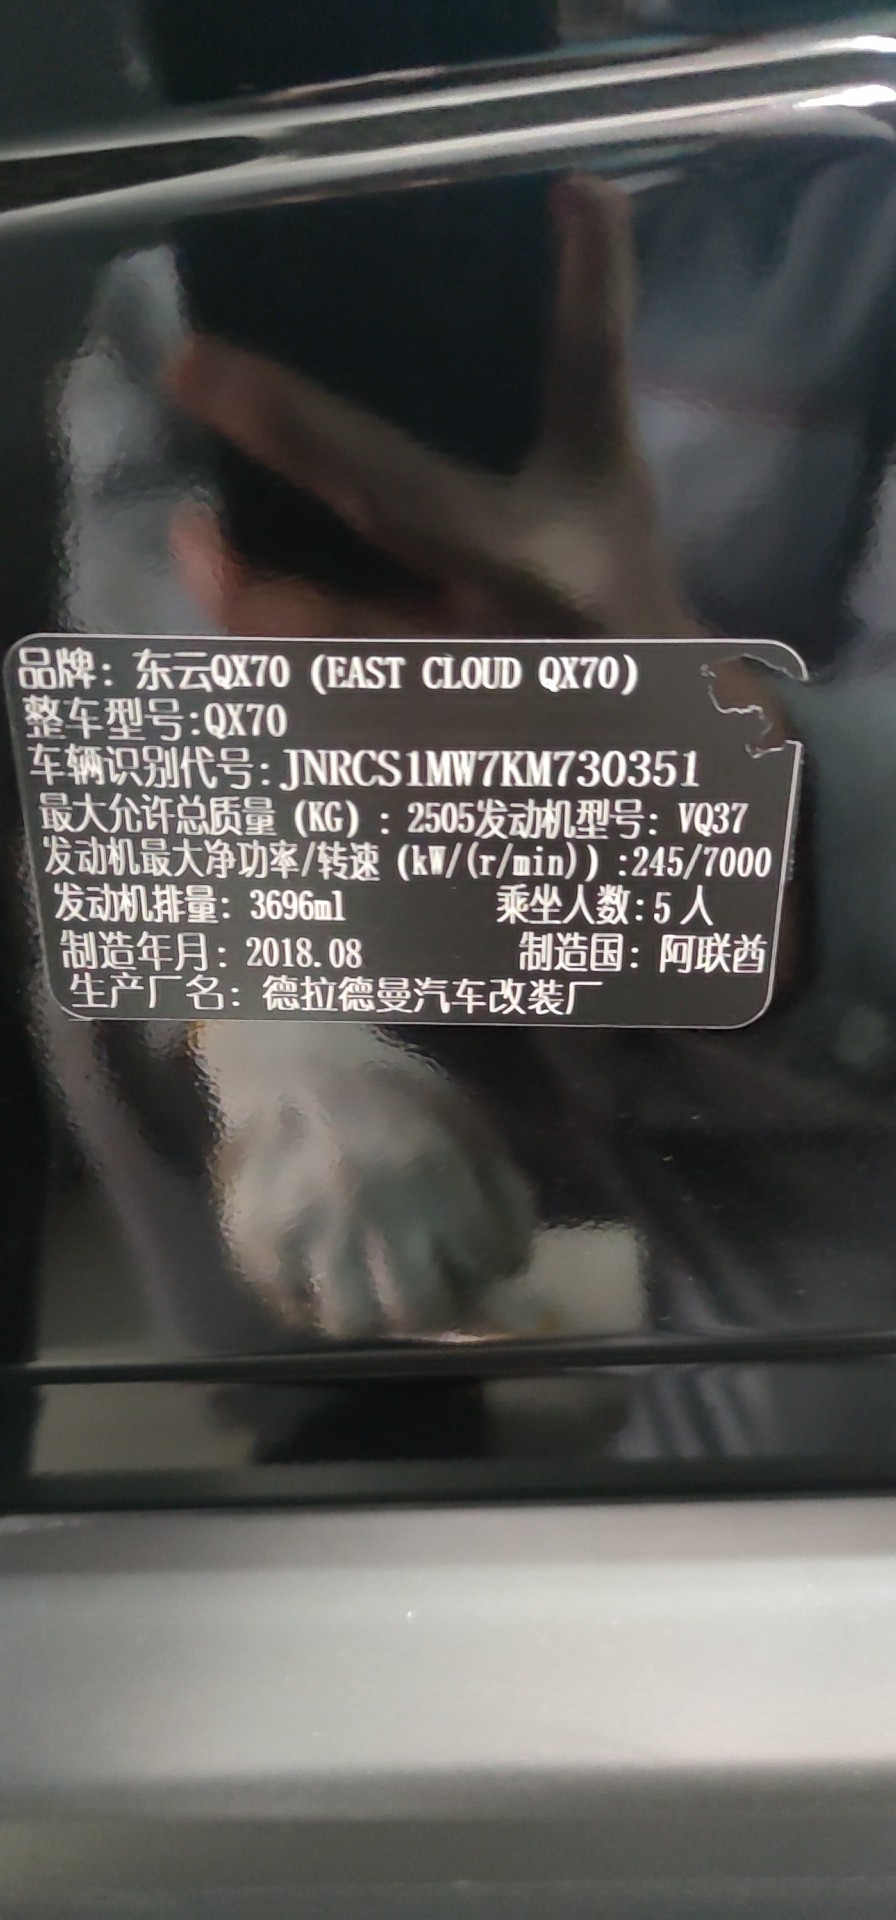 品牌: 东云QX70 (EAST CLOUD QX70)
整车型号:QX70
车辆识别代号:JNRCS1MW7KM730351
最大允许总质量 (KG) : 2505发动机型号: VQ37
发动机最大净功率/转速 (kW/(r/min)) :245/7000
发动机排量: 3696ml 乘坐人数:5 人
制造年月: 2018.08 制造国: 阿联酋
生产厂名: 德拉德曼汽车改装厂